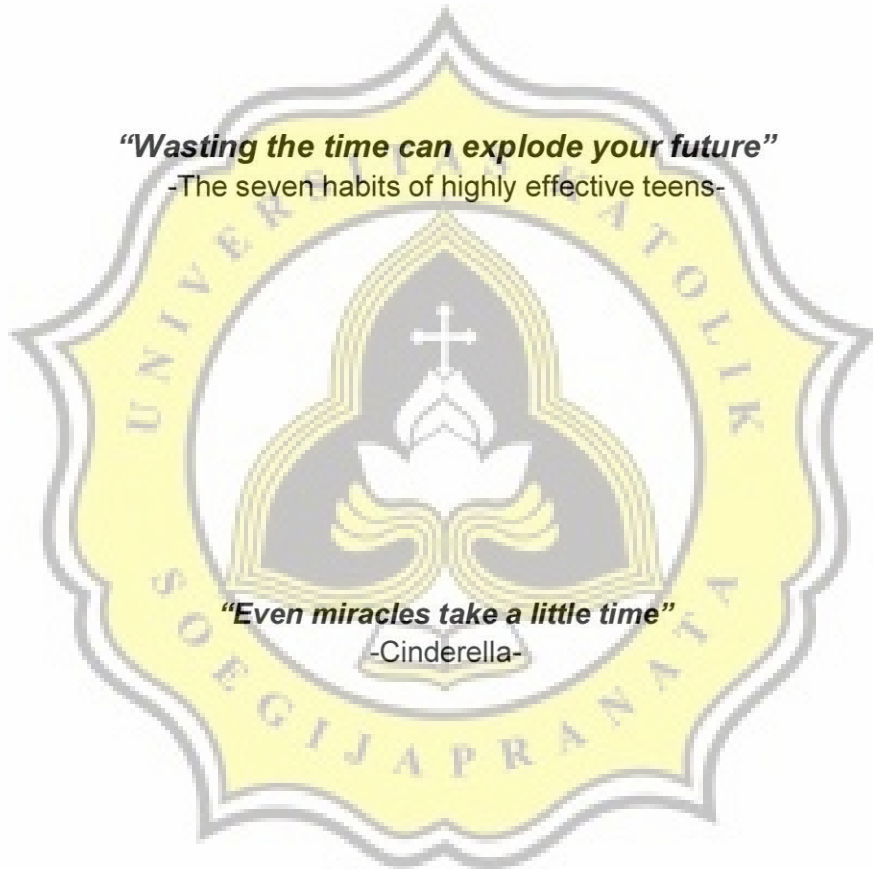 “Wasting the time can explode your future”
-The seven habits of highly effective teens-
UNIVERSITAS KATOLIK
“Even miracles take a little time”
-Cinderella-
SOEGIJAPRANATA